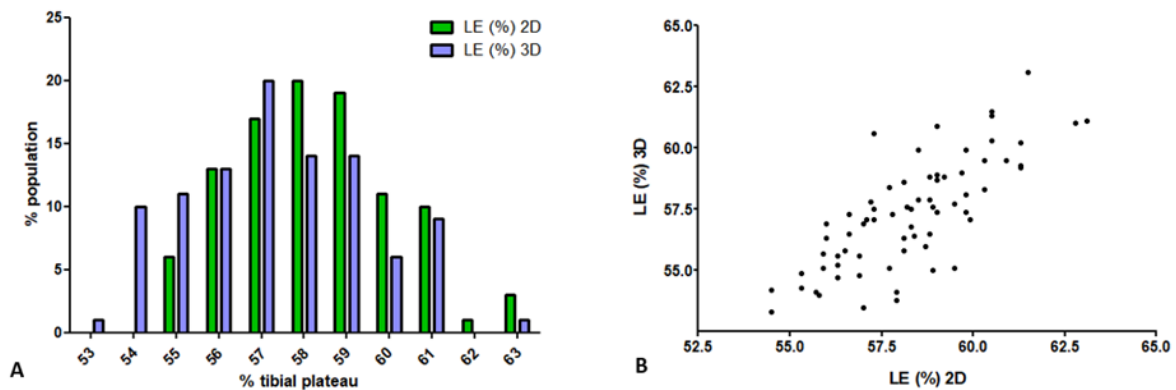 25
20
15
10
5
0
% population
LE (%) 2D
LE (%) 3D
53 54 55 56 57 58 59 60 61 62 63
% tibial plateau
A
65.0
62.5
60.0
57.5
55.0
LE (%) 3D
52.5 55.0 57.5 60.0 62.5 65.0
LE (%) 2D
B